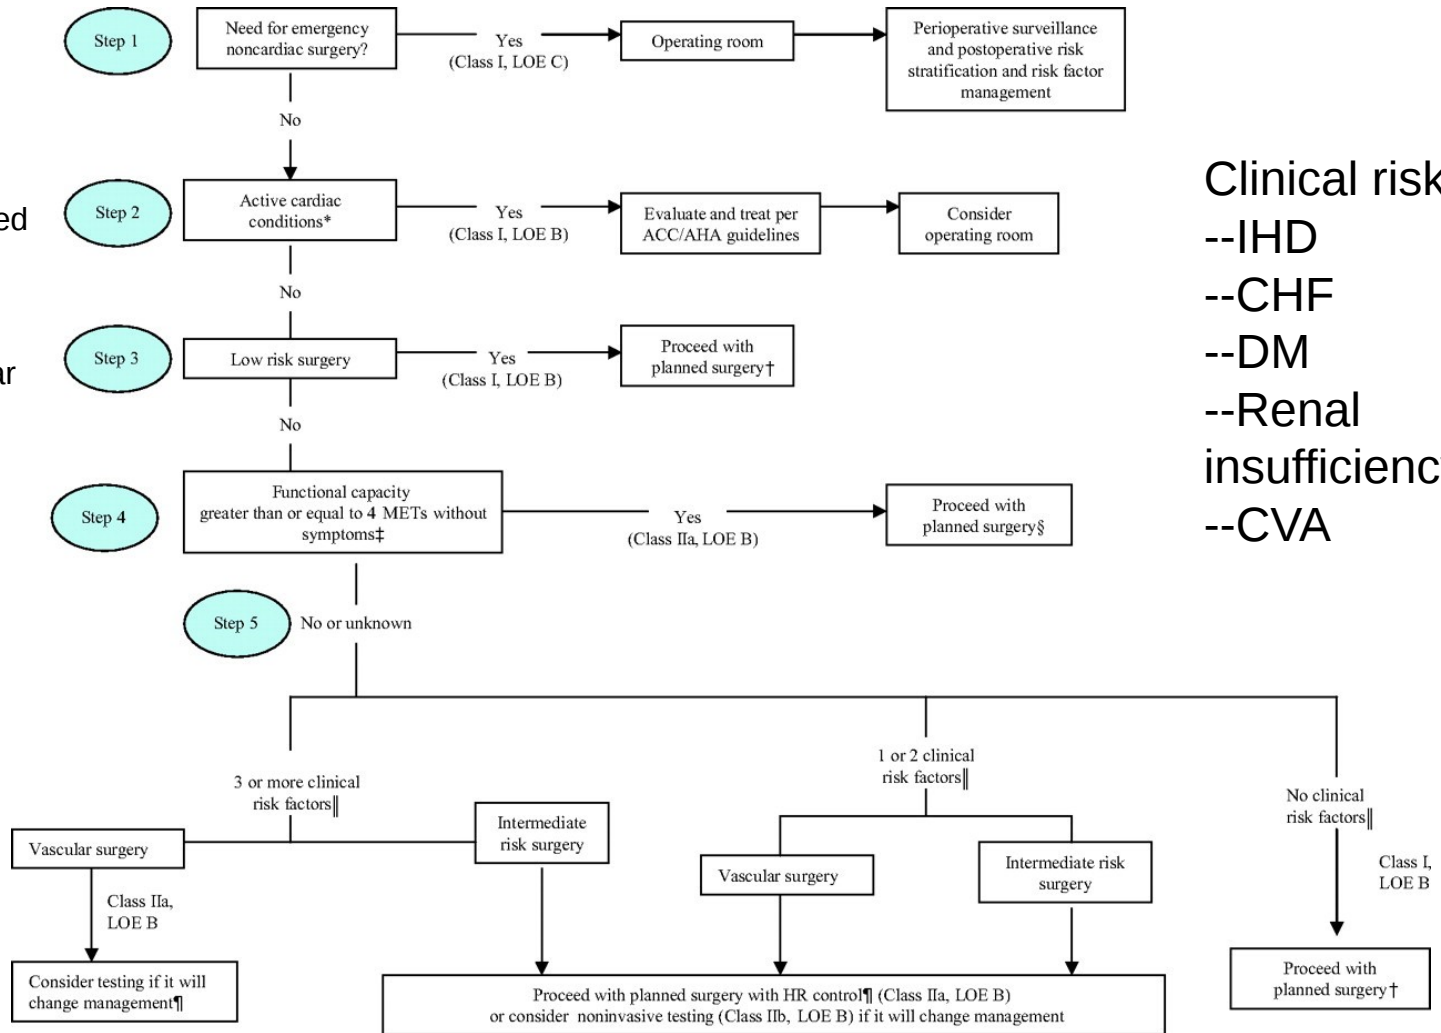 Step 1
Need for emergency
noncardiac surgery?
Yes
(Class I, LOE C)
Operating room
Perioperative surveillance
and postoperative risk
stratification and risk factor
management
No
Step 2
Active cardiac
conditions*
Yes
(Class I, LOE B)
Evaluate and treat per
ACC/AHA guidelines
Consider
operating room
No
Step 3
Low risk surgery
Yes
(Class I, LOE B)
Proceed with
planned surgery†
No
Step 4
Functional capacity
greater than or equal to 4 METs without
symptoms‡
Yes
(Class IIa, LOE B)
Proceed with
planned surgery§
Step 5
No or unknown
3 or more clinical
risk factors‖
Vascular surgery
Class IIa,
LOE B
Consider testing if it will
change management¶
Intermediate
risk surgery
1 or 2 clinical
risk factors‖
Vascular surgery
Intermediate risk
surgery
Proceed with planned surgery with HR control¶ (Class IIa, LOE B)
or consider noninvasive testing (Class IIb, LOE B) if it will change management
No clinical
risk factors‖
Class I,
LOE B
Proceed with
planned surgery†
Clinical risk
--IHD
--CHF
--DM
--Renal
insufficienc
--CVA
ed
ar